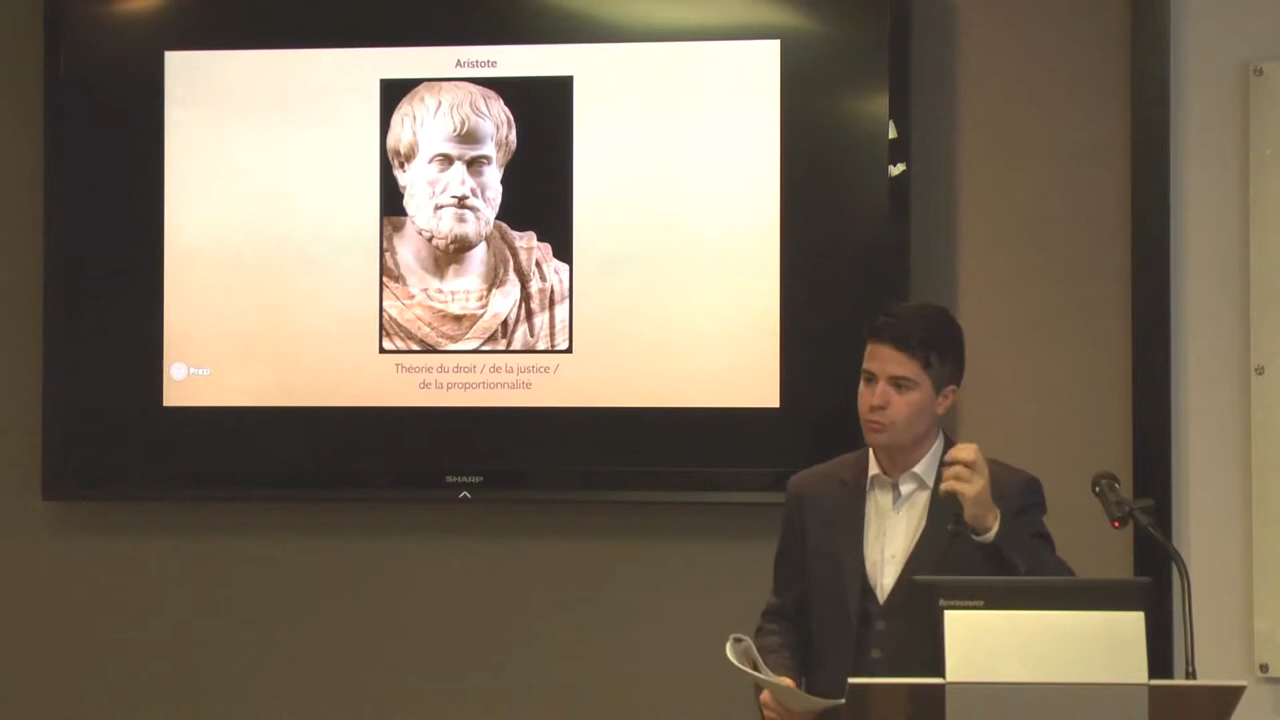 Aristote
Théorie du droit / de la justice /
de la proportionnalité
Prezi
SHARP
lenovo